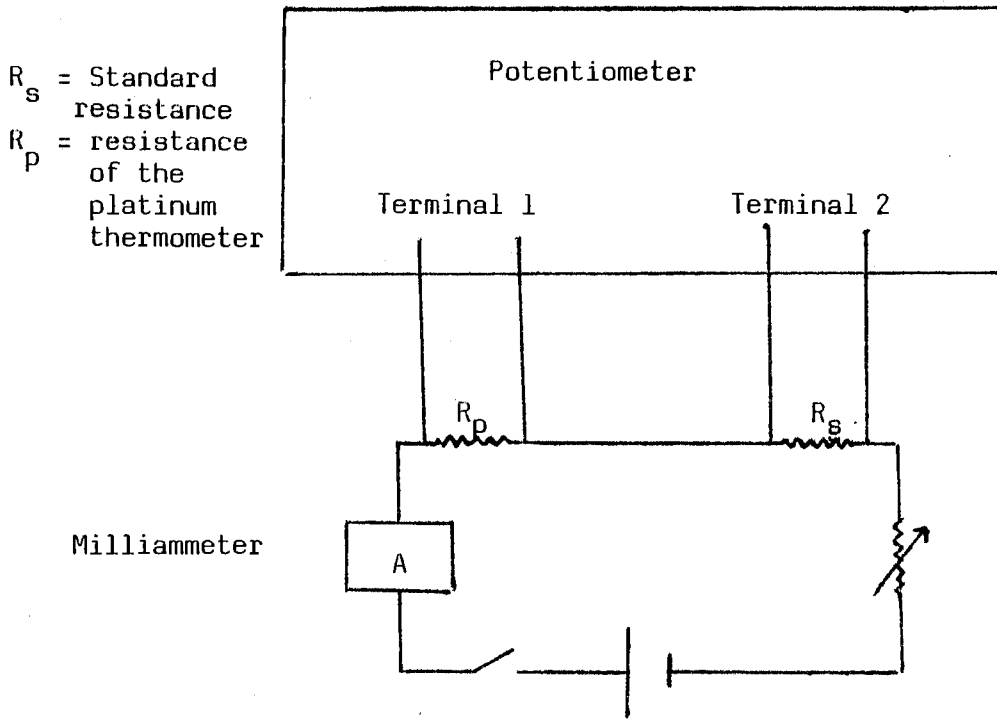 R_s = Standard
resistance
R_p = resistance
of the
platinum
thermometer
Potentiometer
Terminal 1
Terminal 2
R_p
R_s
Milliammeter
A